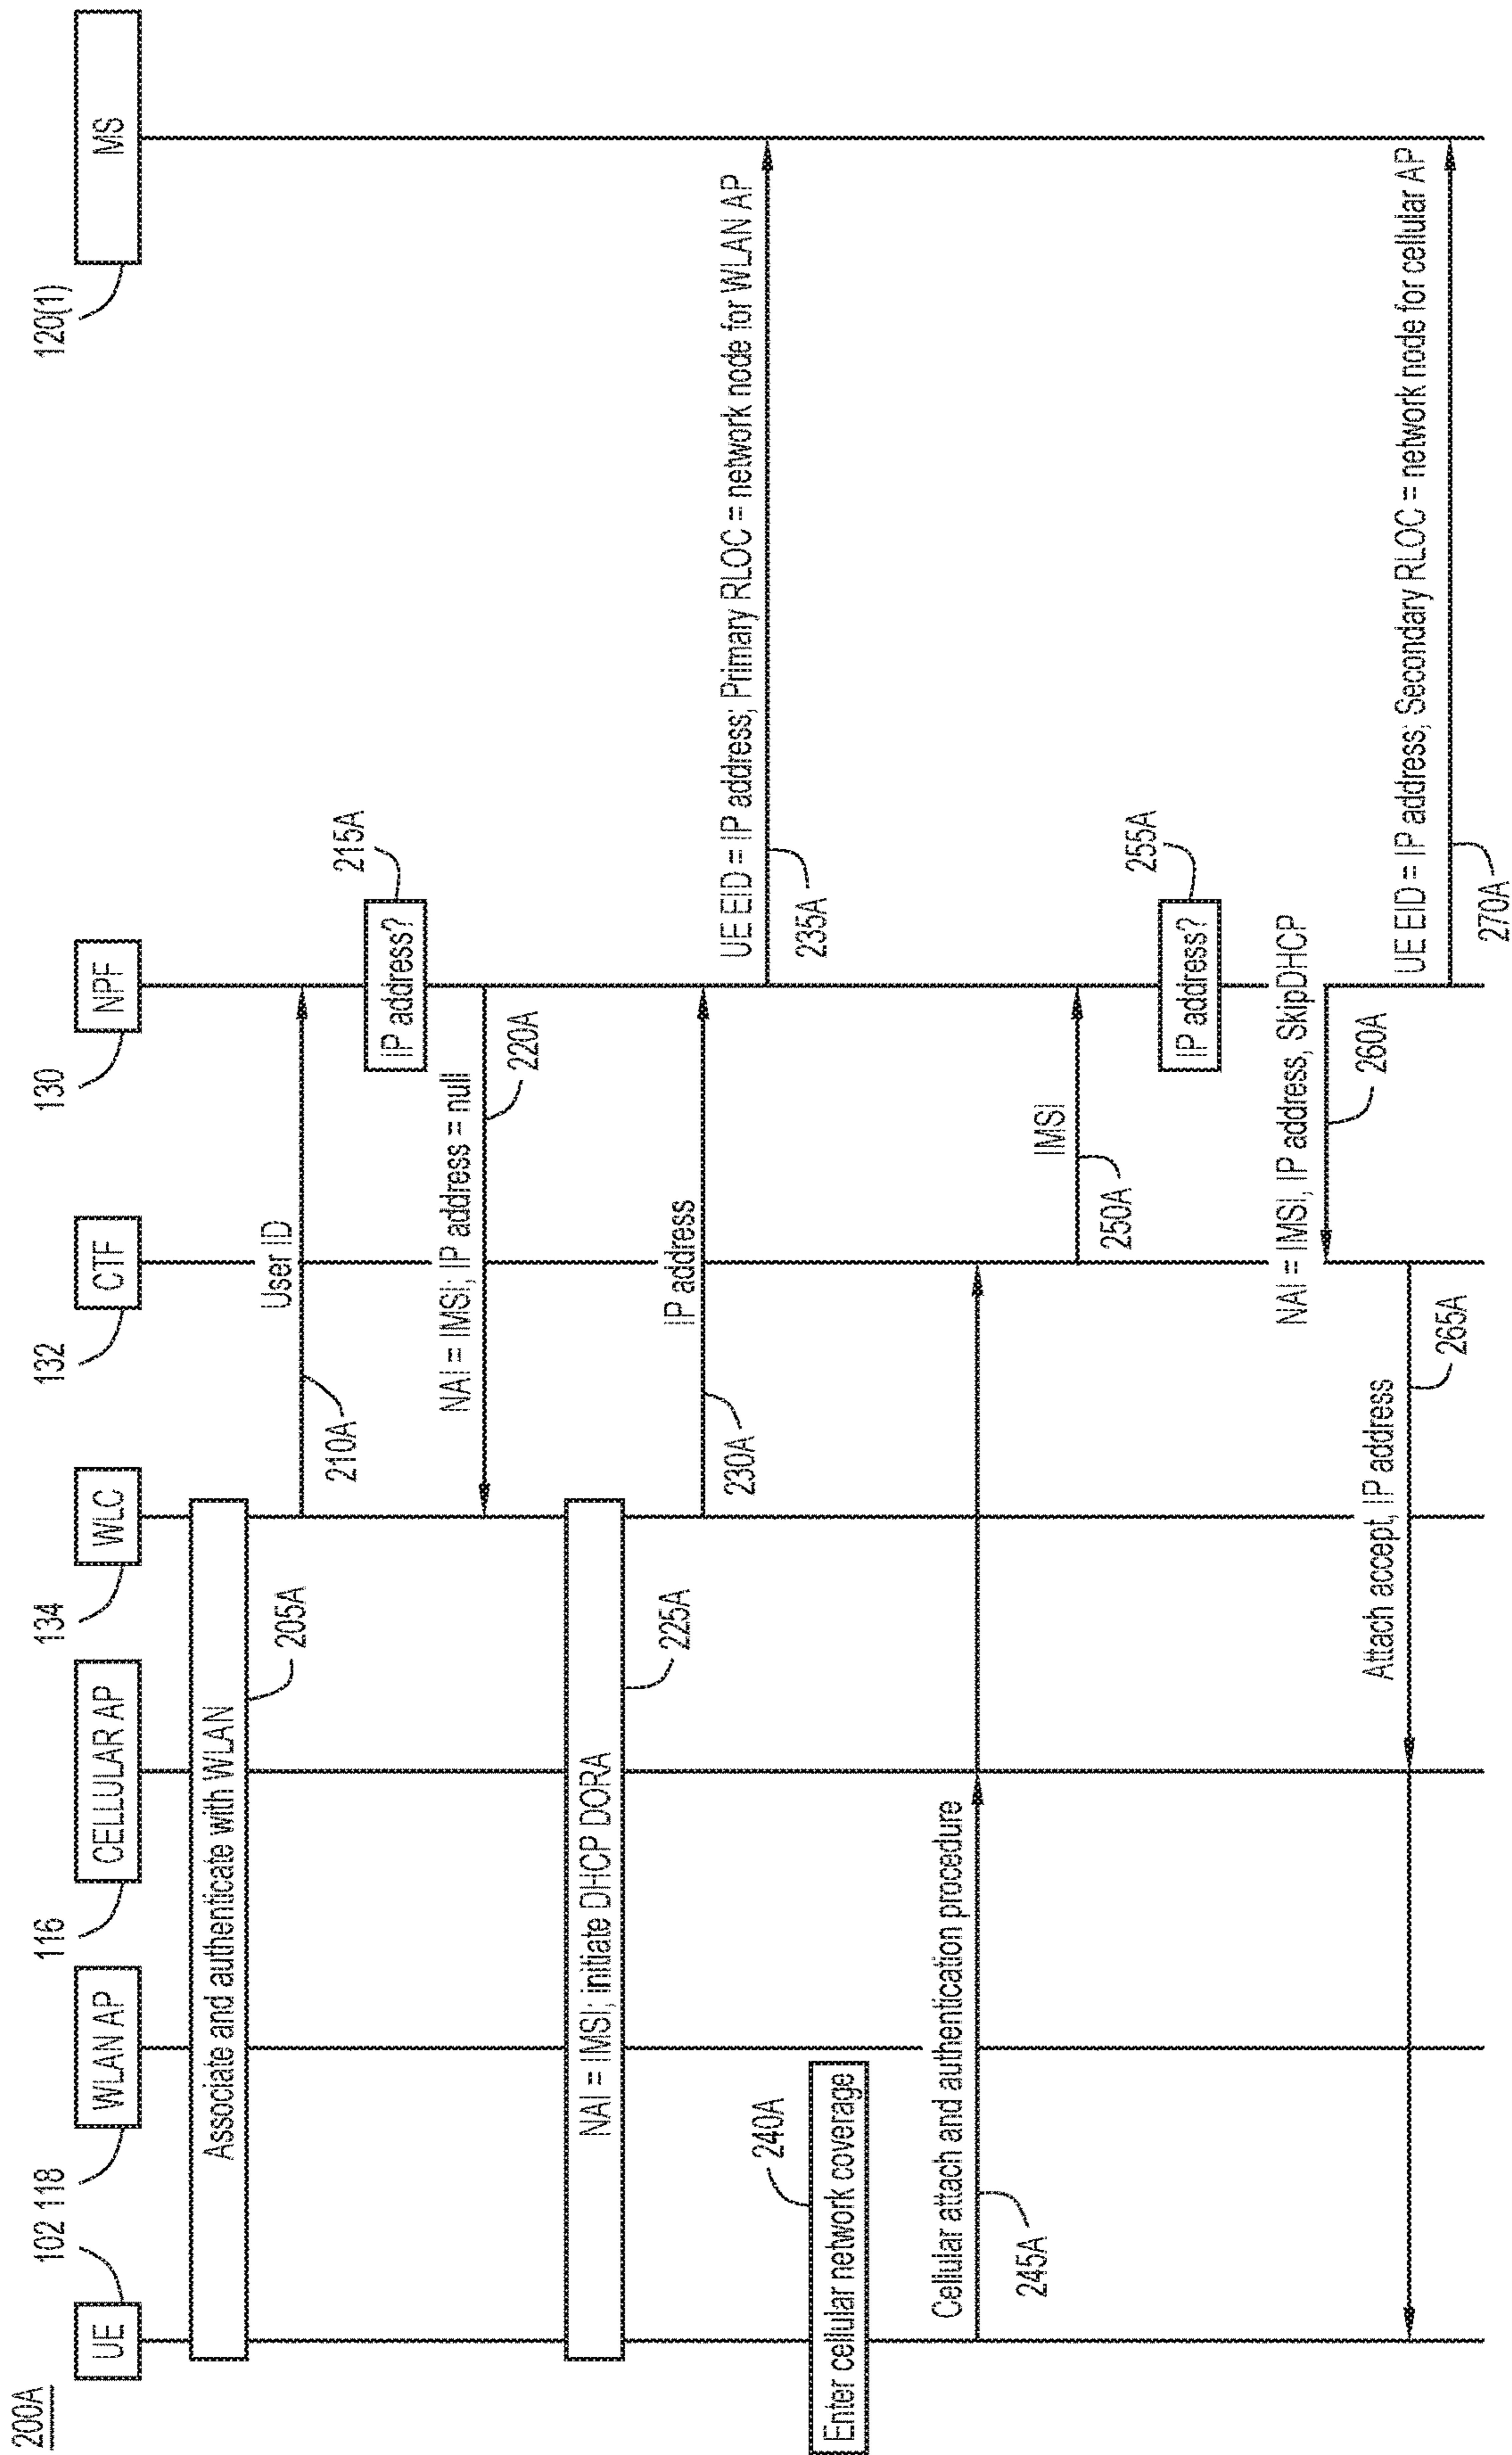 200A
102
118
116
134
132
130
120(1)
UE
WLAN AP
CELLULAR AP
WLC
CTF
NPF
MS
Associate and authenticate with WLAN
205A
User ID
210A
IP address?
215A
NAI = IMSI; IP address = null
220A
NAI = IMSI; initiate DHCP DORA
225A
IP address
230A
UE EID = IP address; Primary RLOC = network node for WLAN AP
235A
240A
Enter cellular network coverage
Cellular attach and authentication procedure
245A
IMSI
250A
IP address?
255A
NAI = IMSI, IP address, SkipDHCP
260A
Attach accept, IP address
265A
UE EID = IP address; Secondary RLOC = network node for cellular AP
270A